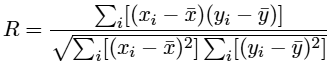 R = \frac{\sum_i[(x_i - \bar{x})(y_i - \bar{y})]}{\sqrt{\sum_i[(x_i - \bar{x})^2] \sum_i[(y_i - \bar{y})^2]}}